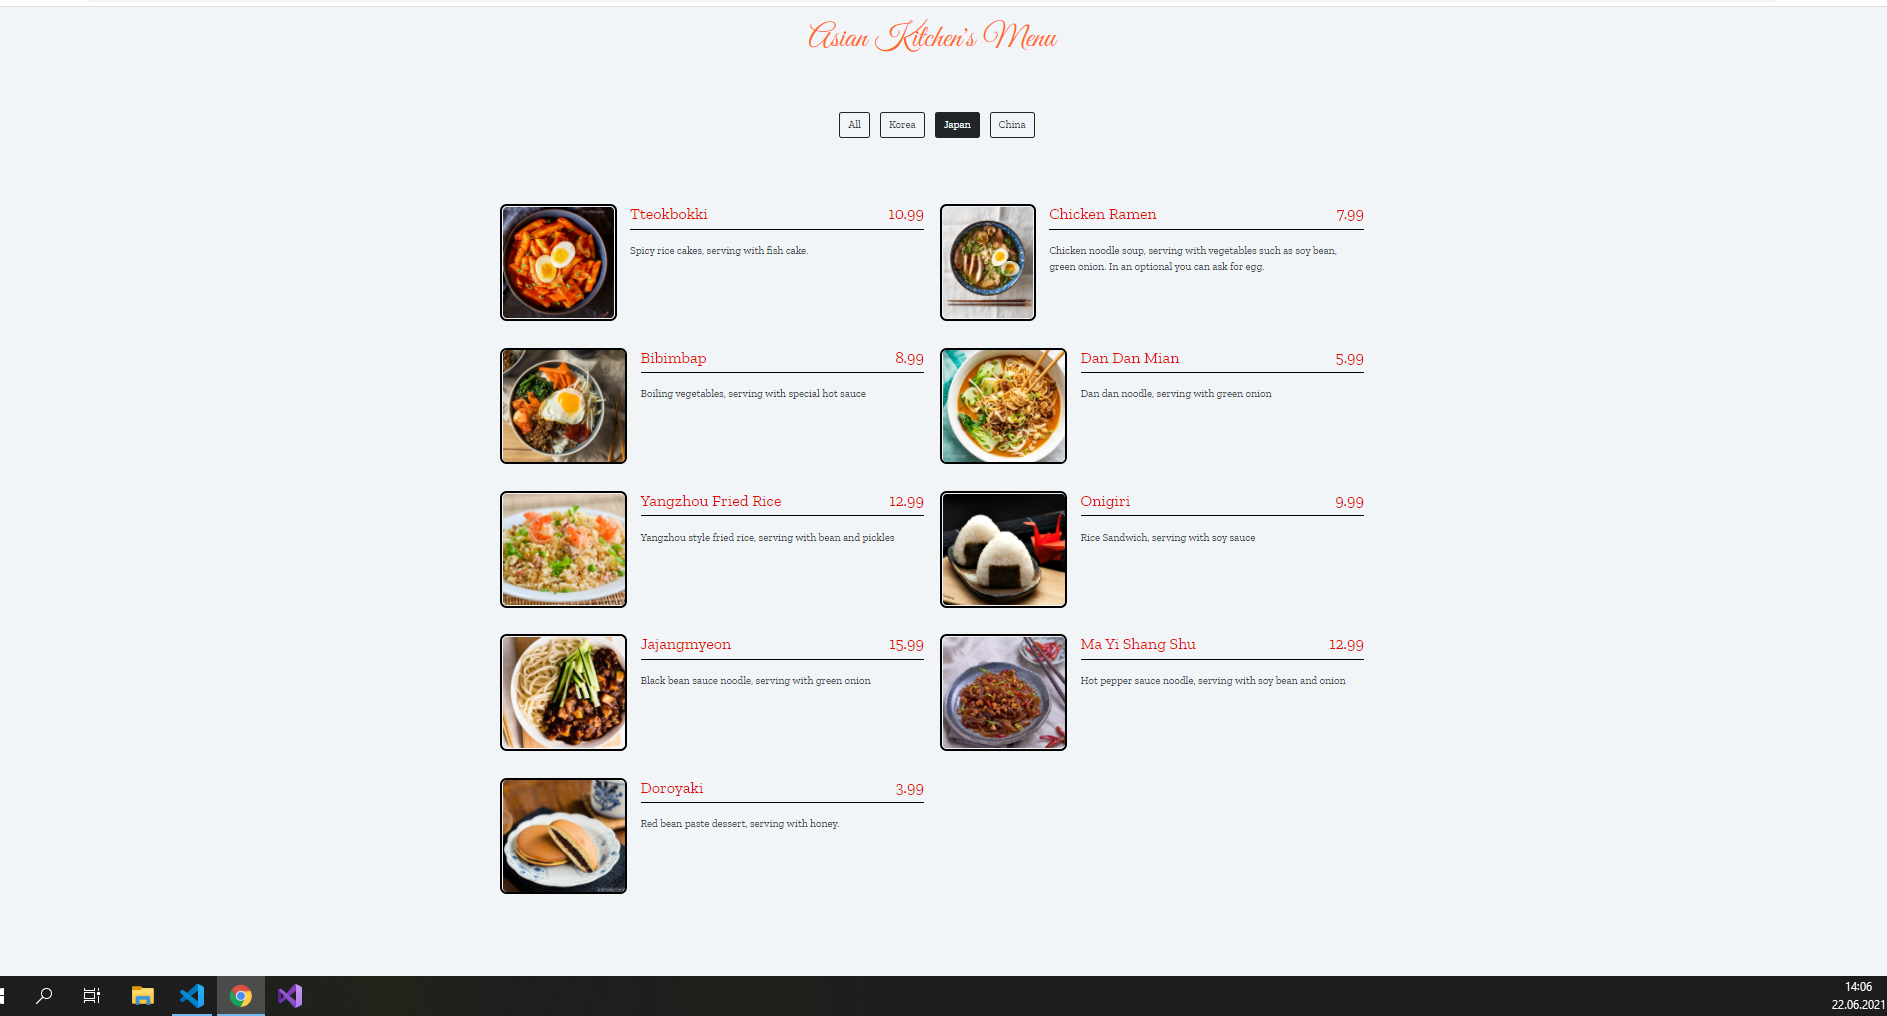 Asian Kitchen's Menu
All
Korea
Japan
China
Tteokbokki 10.99
Spicy rice cakes, serving with fish cake.
Chicken Ramen 7.99
Chicken noodle soup, serving with vegetables such as soy bean,
green onion. In an optional you can ask for egg.
Bibimbap 8.99
Boiling vegetables, serving with special hot sauce
Dan Dan Mian 5.99
Dan dan noodle, serving with green onion
Yangzhou Fried Rice 12.99
Yangzhou style fried rice, serving with bean and pickles
Onigiri 9.99
Rice Sandwich, serving with soy sauce
Jajangmyeon 15.99
Black bean sauce noodle, serving with green onion
Ma Yi Shang Shu 12.99
Hot pepper sauce noodle, serving with soy bean and onion
Doroyaki 3.99
Red bean paste dessert, serving with honey.
14:06
22.06.2021